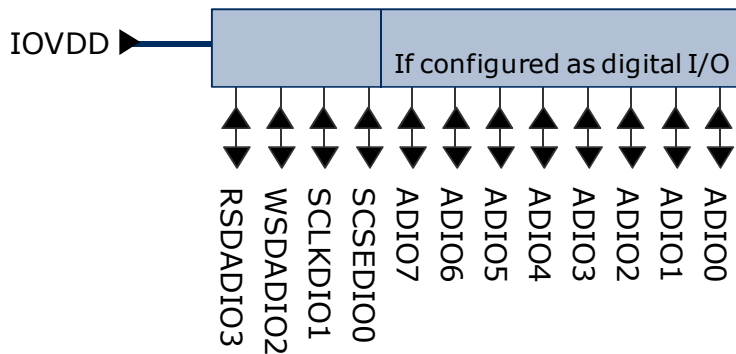 IOVDD
If configured as digital I/O
RSDADIO3
WSDADIO2
SCLKDIO1
SCSEDIO0
ADIO7
ADIO6
ADIO5
ADIO4
ADIO3
ADIO2
ADIO1
ADIO0